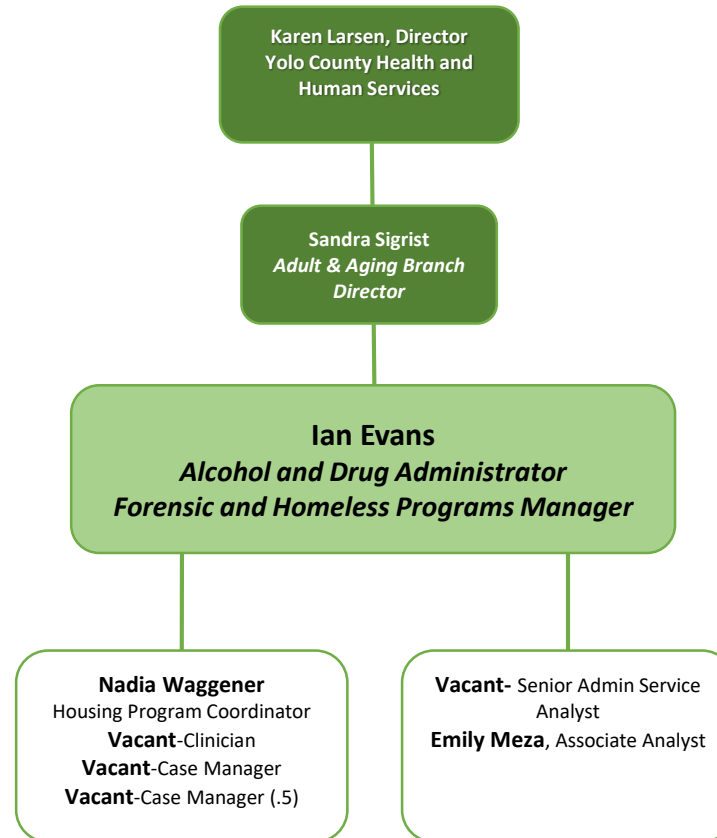 Karen Larsen, Director
Yolo County Health and
Human Services
Sandra Sigrist
Adult & Aging Branch
Director
Ian Evans
Alcohol and Drug Administrator
Forensic and Homeless Programs Manager
Nadia Waggener
Housing Program Coordinator
Vacant-Clinician
Vacant-Case Manager
Vacant-Case Manager (.5)
Vacant- Senior Admin Service
Analyst
Emily Meza, Associate Analyst